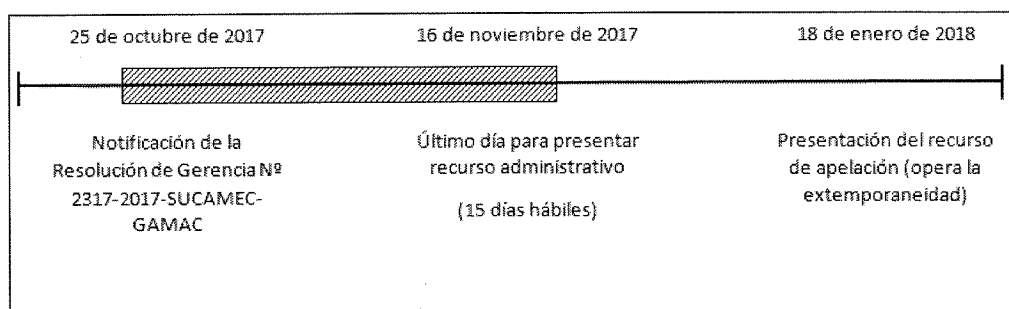 25 de octubre de 2017
16 de noviembre de 2017
18 de enero de 2018
Notificación de la
Resolución de Gerencia Nº
2317-2017-SUCAMEC-
GAMAC
Último día para presentar
recurso administrativo
(15 días hábiles)
Presentación del recurso
de apelación (opera la
extemporaneidad)